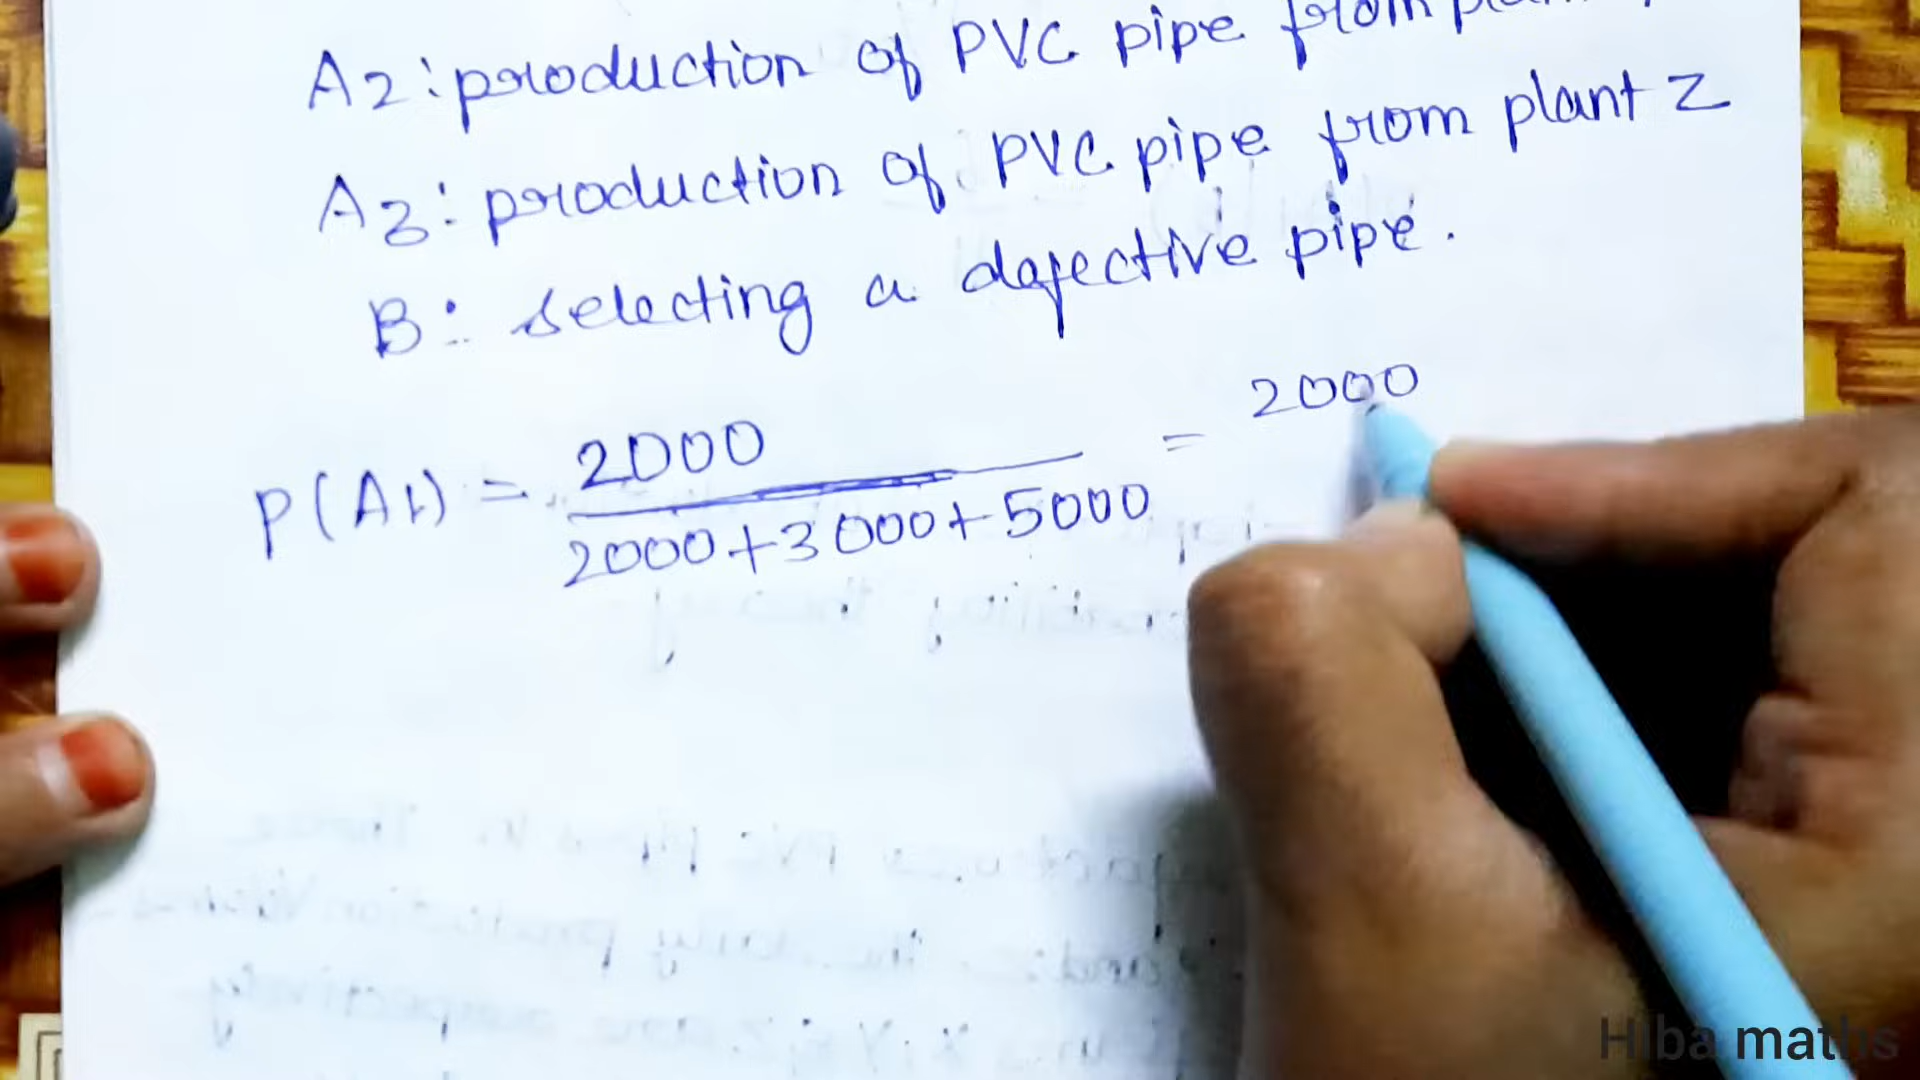 A2: production of PVC pipe from
A3: production of PVC pipe from plant Z
B: selecting a defective pipe.
P(A1) = 2000 / 2000+3000+5000 = 2000
Hiba maths